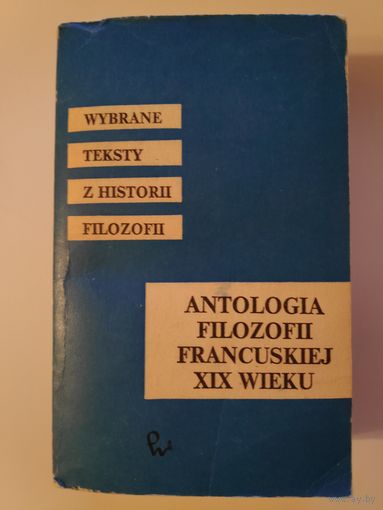 WYBRANE
TEKSTY
Z HISTORII
FILOZOFII
ANTOLOGIA
FILOZOFII
FRANCUSKIEJ
XIX WIEKU